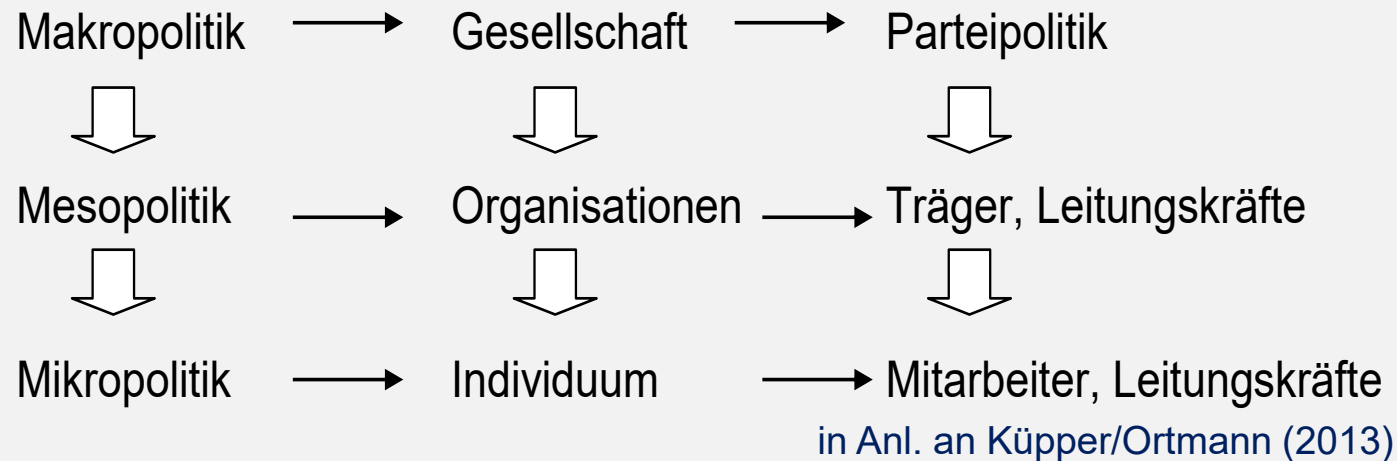 Makropolitik Gesellschaft Parteipolitik
Mesopolitik Organisationen Träger, Leitungskräfte
Mikropolitik Individuum Mitarbeiter, Leitungskräfte
in Anl. an Küpper/Ortmann (2013)